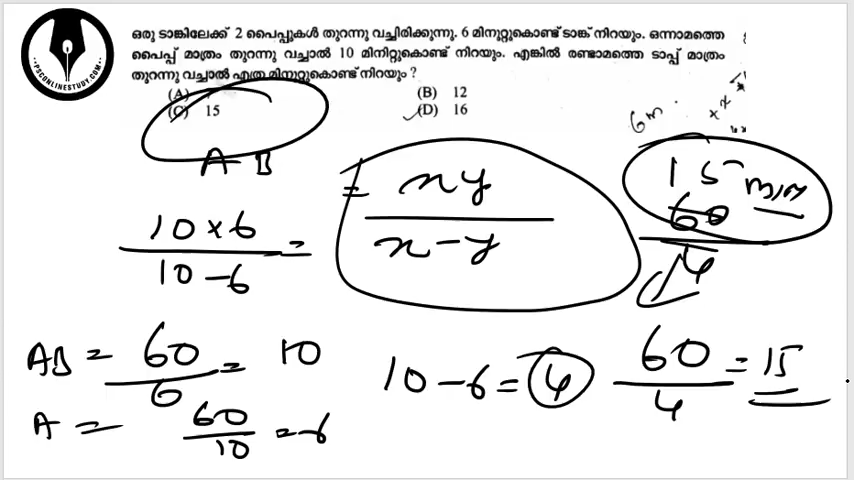 ഒരു ടാങ്കിലേക്ക് 2 പൈപ്പുകൾ തുറന്നു വച്ചിരിക്കുന്നു. 6 മിനുറ്റുകൊണ്ട് ടാങ്ക് നിറയും. ഒന്നാമത്തെ
പൈപ്പ് മാത്രം തുറന്നു വച്ചാൽ 10 മിനിറ്റുകൊണ്ട് നിറയും. എങ്കിൽ രണ്ടാമത്തെ ടാപ്പ് മാത്രം
തുറന്നു വച്ചാൽ എത്ര മിനുറ്റുകൊണ്ട് നിറയും ?
PSCONLINESTUDY.COM
(A) (B) 12
(C) 15 (D) 16
6m
A B
15 min
10 × 6 = xy 60
10 - 6 x - y 4
AB = 60 = 10
6
10 - 6 = 4
60 = 15
4
A = 60 = 6
10